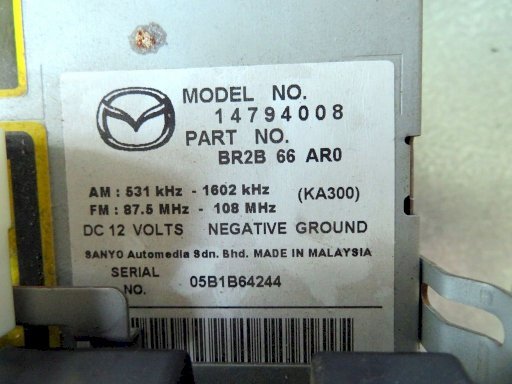 MODEL NO.
14794008
PART NO.
BR2B 66 AR0
AM : 531 kHz - 1602 kHz (KA300)
FM : 87.5 MHz - 108 MHz
DC 12 VOLTS NEGATIVE GROUND
SANYO Automedia Sdn. Bhd. MADE IN MALAYSIA
SERIAL
NO. 05B1B64244